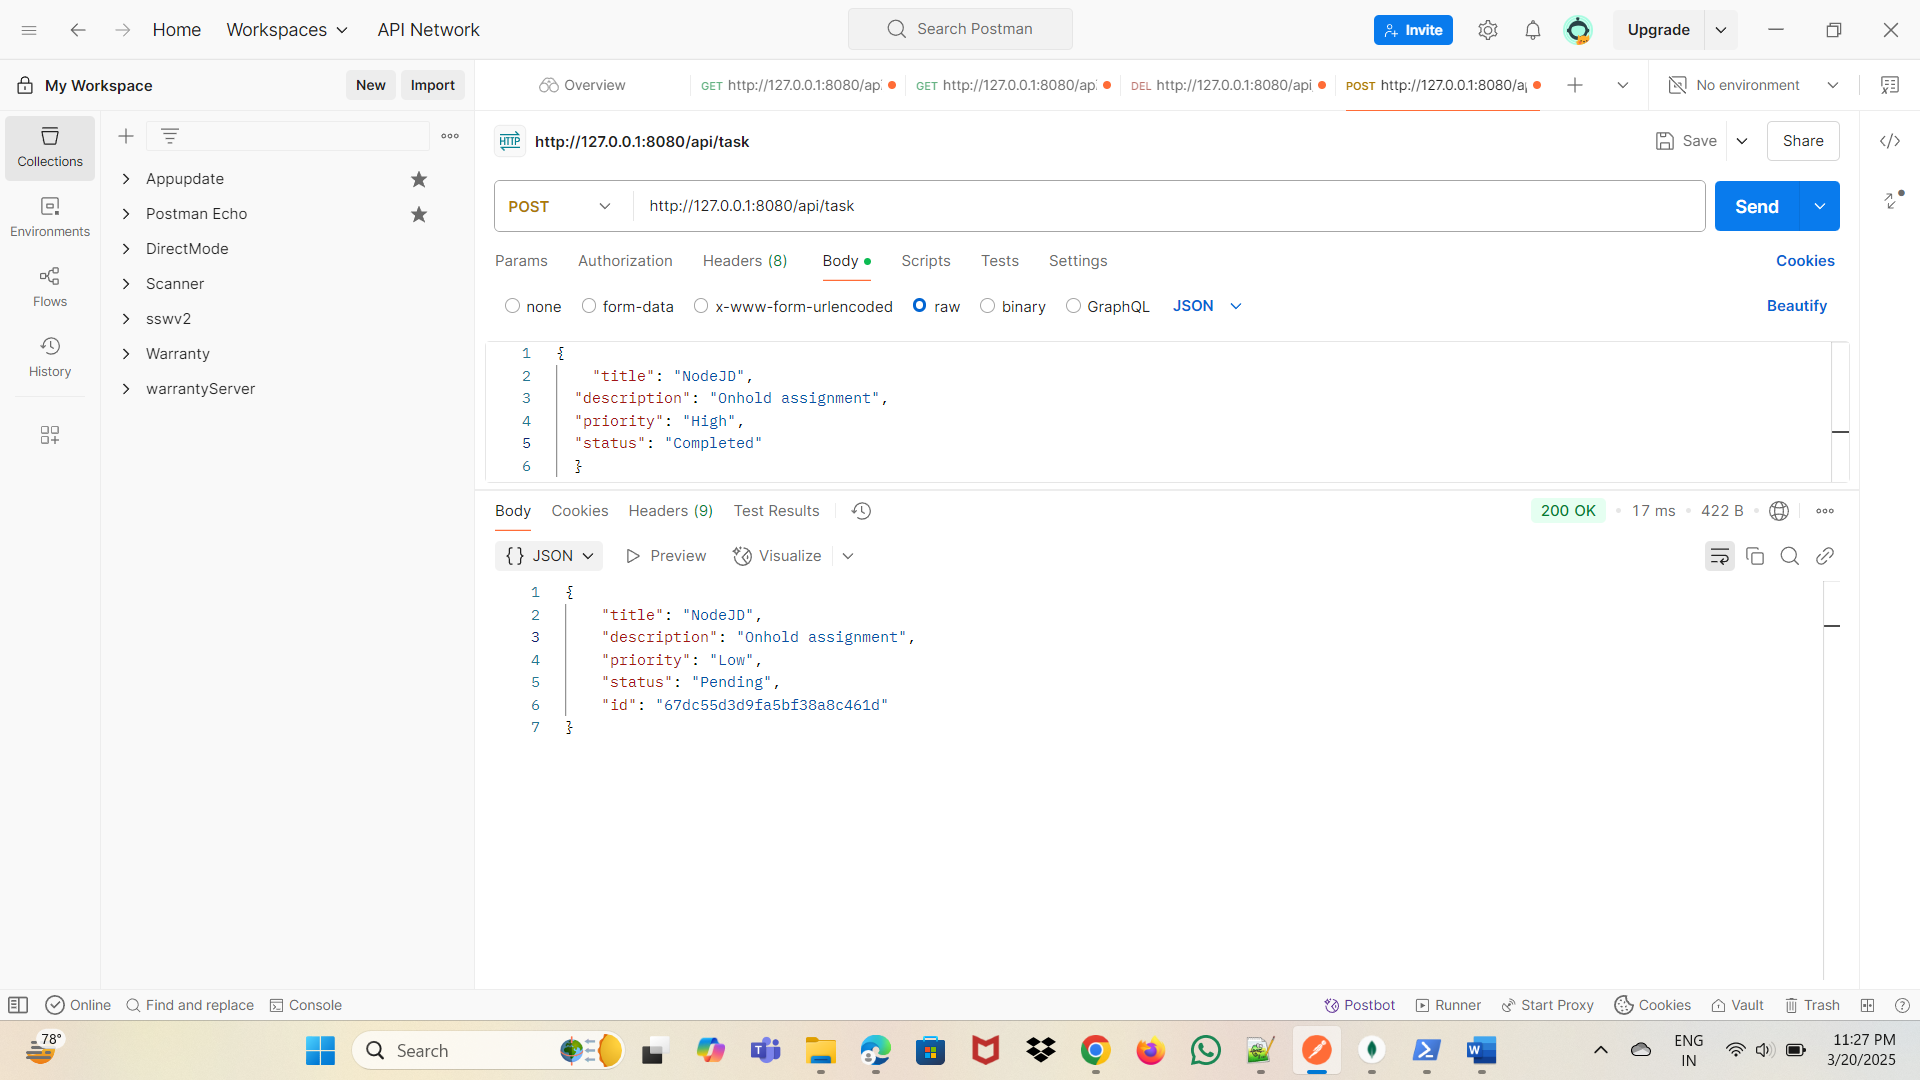 Home
Workspaces
API Network
Search Postman
Invite
Upgrade
My Workspace
New
Import
Overview
GET http://127.0.0.1:8080/ap
GET http://127.0.0.1:8080/ap
DEL http://127.0.0.1:8080/api
POST http://127.0.0.1:8080/ap
No environment
Collections
Environments
Flows
History
Appupdate
Postman Echo
DirectMode
Scanner
sswv2
Warranty
warrantyServer
HTTP http://127.0.0.1:8080/api/task
Save
Share
POST http://127.0.0.1:8080/api/task
Send
Params Authorization Headers (8) Body Scripts Tests Settings
Cookies
none form-data x-www-form-urlencoded raw binary GraphQL JSON
Beautify
1 {
2 "title": "NodeJD",
3 "description": "Onhold assignment",
4 "priority": "High",
5 "status": "Completed"
6 }
Body Cookies Headers (9) Test Results
200 OK 17 ms 422 B
{} JSON Preview Visualize
1 {
2 "title": "NodeJD",
3 "description": "Onhold assignment",
4 "priority": "Low",
5 "status": "Pending",
6 "id": "67dc55d3d9fa5bf38a8c461d"
7 }
Online Find and replace Console
Postbot Runner Start Proxy Cookies Vault Trash
78°
Search
ENG
IN
11:27 PM
3/20/2025